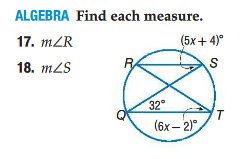 ALGEBRA Find each measure.
17. m∠R
18. m∠S
(5x + 4)°
R
S
32°
Q
T
(6x – 2)°